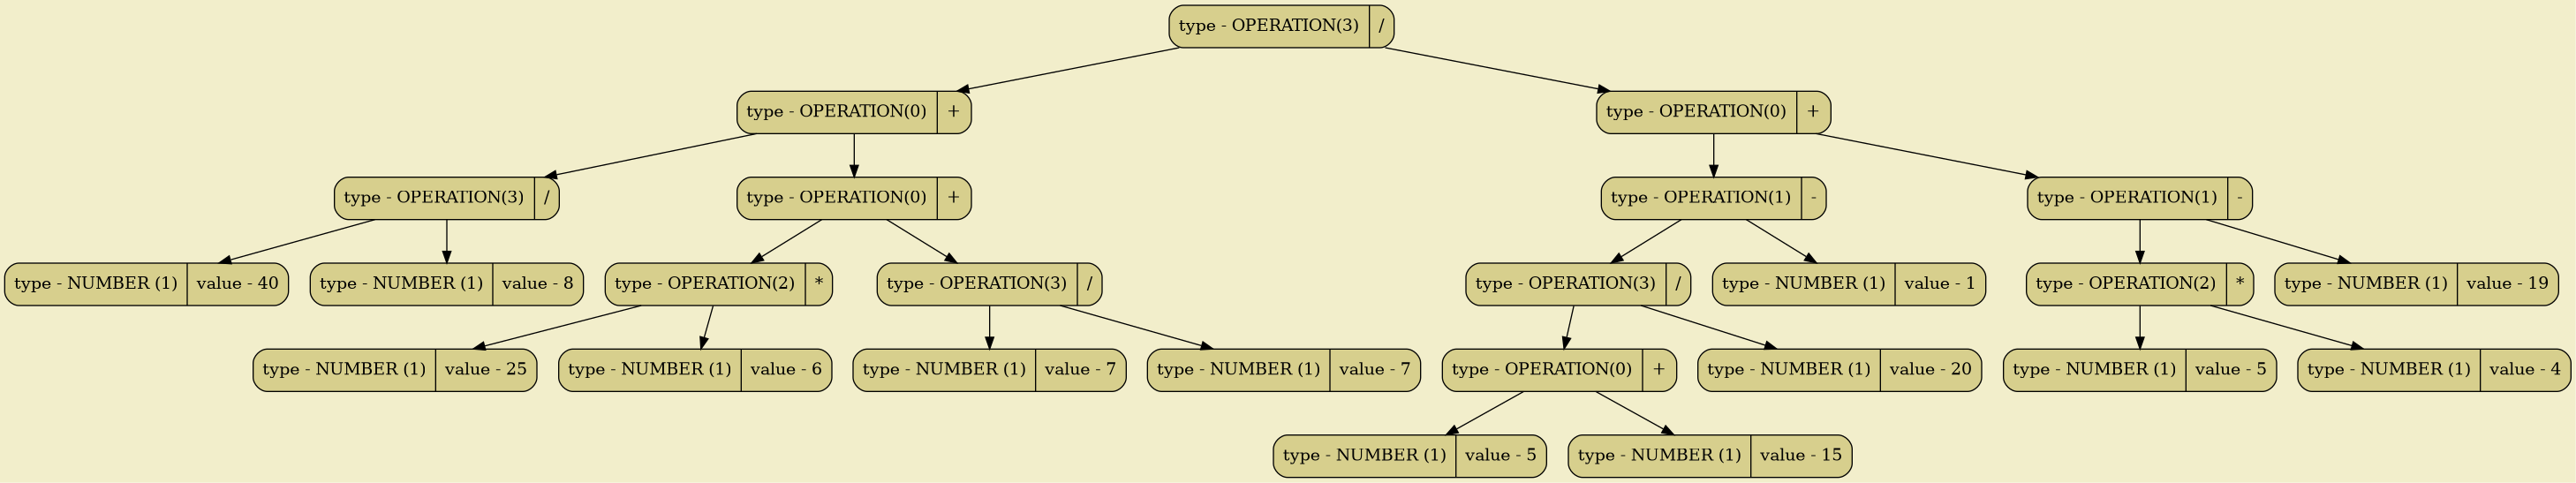 type - OPERATION(3) /
type - OPERATION(0) +
type - OPERATION(0) +
type - OPERATION(3) /
type - OPERATION(0) +
type - OPERATION(1) -
type - OPERATION(1) -
type - NUMBER (1) value - 40
type - NUMBER (1) value - 8
type - OPERATION(2) *
type - OPERATION(3) /
type - OPERATION(3) /
type - NUMBER (1) value - 1
type - OPERATION(2) *
type - NUMBER (1) value - 19
type - NUMBER (1) value - 25
type - NUMBER (1) value - 6
type - NUMBER (1) value - 7
type - NUMBER (1) value - 7
type - OPERATION(0) +
type - NUMBER (1) value - 20
type - NUMBER (1) value - 5
type - NUMBER (1) value - 4
type - NUMBER (1) value - 5
type - NUMBER (1) value - 15